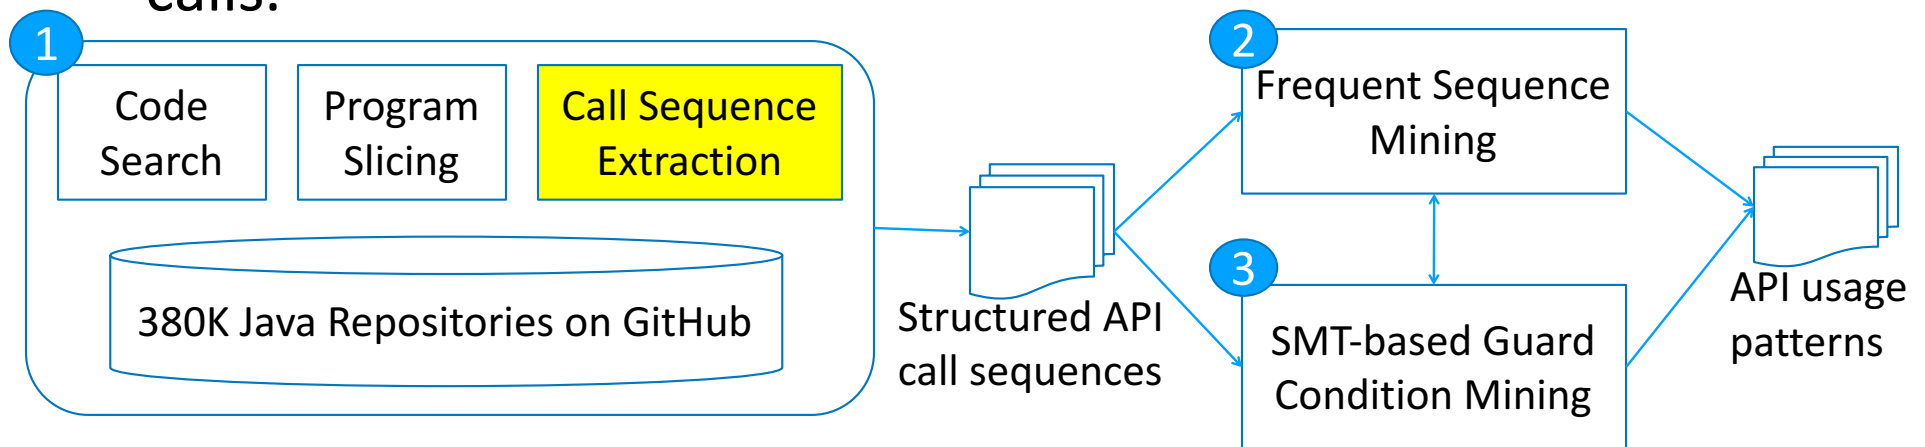 calls.
1
Code
Search
Program
Slicing
Call Sequence
Extraction
380K Java Repositories on GitHub
Structured API
call sequences
2
Frequent Sequence
Mining
3
SMT-based Guard
Condition Mining
API usage
patterns